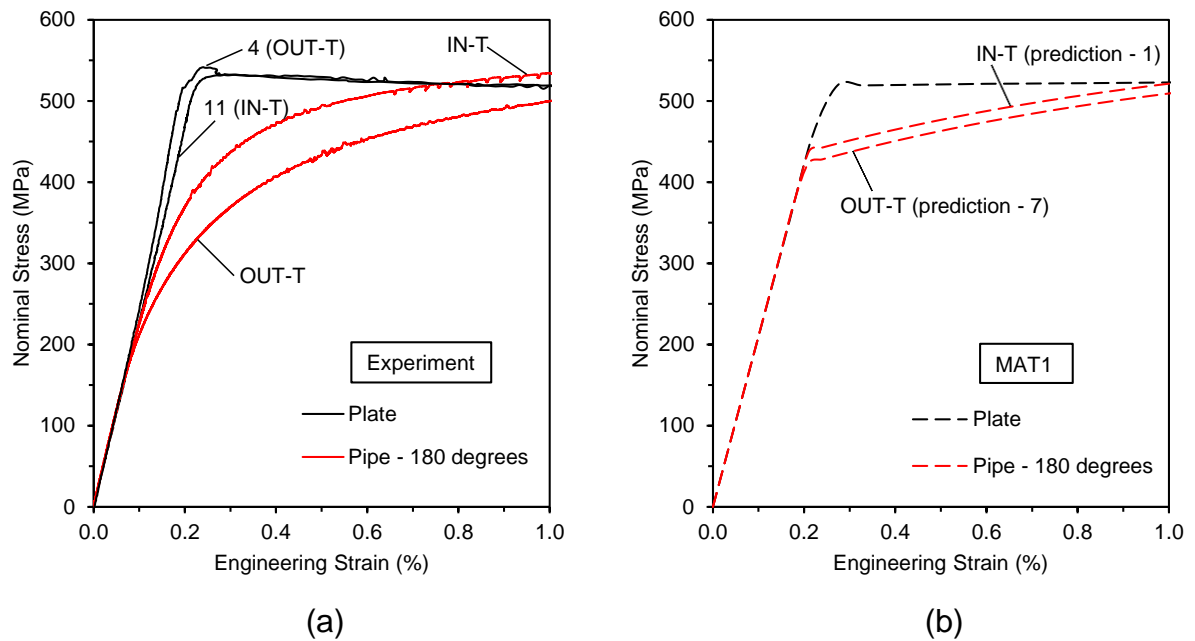 600
500
400
300
200
100
0
Nominal Stress (MPa)
4 (OUT-T)
IN-T
11 (IN-T)
OUT-T
Experiment
Plate
Pipe - 180 degrees
0.0 0.2 0.4 0.6 0.8 1.0
Engineering Strain (%)
(a)
600
500
400
300
200
100
0
Nominal Stress (MPa)
IN-T (prediction - 1)
OUT-T (prediction - 7)
MAT1
Plate
Pipe - 180 degrees
0.0 0.2 0.4 0.6 0.8 1.0
Engineering Strain (%)
(b)